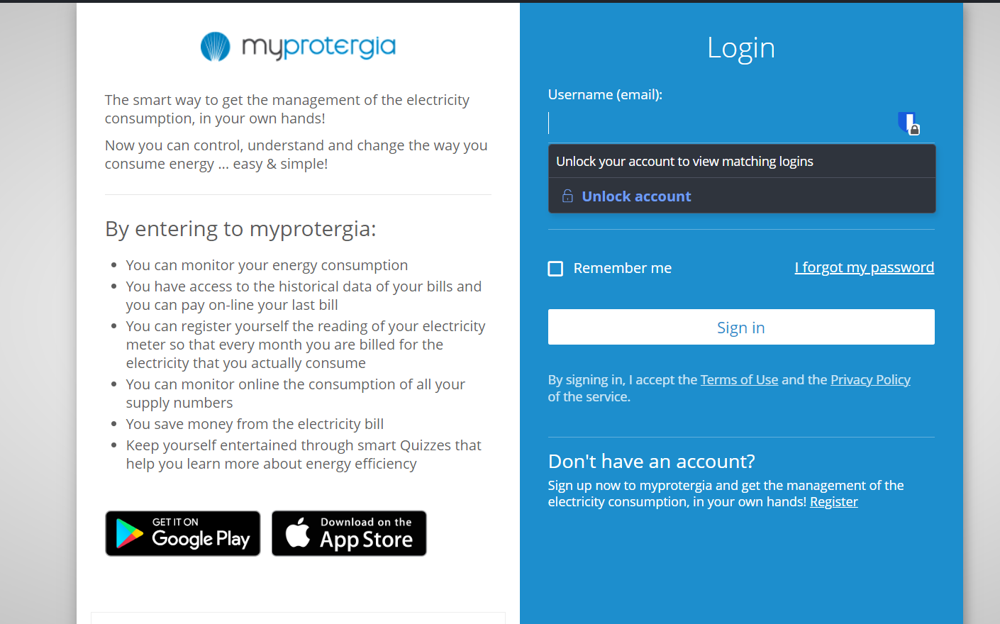 myprotergia
The smart way to get the management of the electricity
consumption, in your own hands!
Now you can control, understand and change the way you
consume energy ... easy & simple!
By entering to myprotergia:
You can monitor your energy consumption
You have access to the historical data of your bills and
you can pay on-line your last bill
You can register yourself the reading of your electricity
meter so that every month you are billed for the
electricity that you actually consume
You can monitor online the consumption of all your
supply numbers
You save money from the electricity bill
Keep yourself entertained through smart Quizzes that
help you learn more about energy efficiency
GET IT ON
Google Play
Download on the
App Store
Login
Username (email):
Unlock your account to view matching logins
Unlock account
Remember me
I forgot my password
Sign in
By signing in, I accept the Terms of Use and the Privacy Policy
of the service.
Don't have an account?
Sign up now to myprotergia and get the management of the
electricity consumption, in your own hands! Register